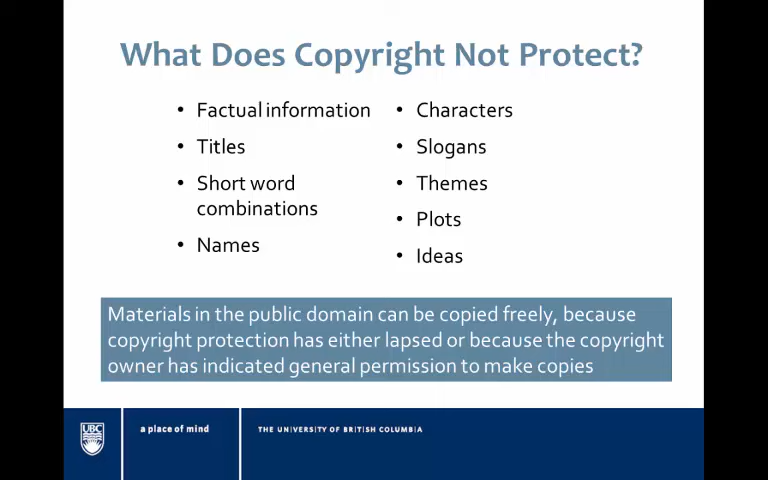 What Does Copyright Not Protect?
• Factual information
• Titles
• Short word
combinations
• Names
• Characters
• Slogans
• Themes
• Plots
• Ideas
Materials in the public domain can be copied freely, because
copyright protection has either lapsed or because the copyright
owner has indicated general permission to make copies
UBC
a place of mind
THE UNIVERSITY OF BRITISH COLUMBIA